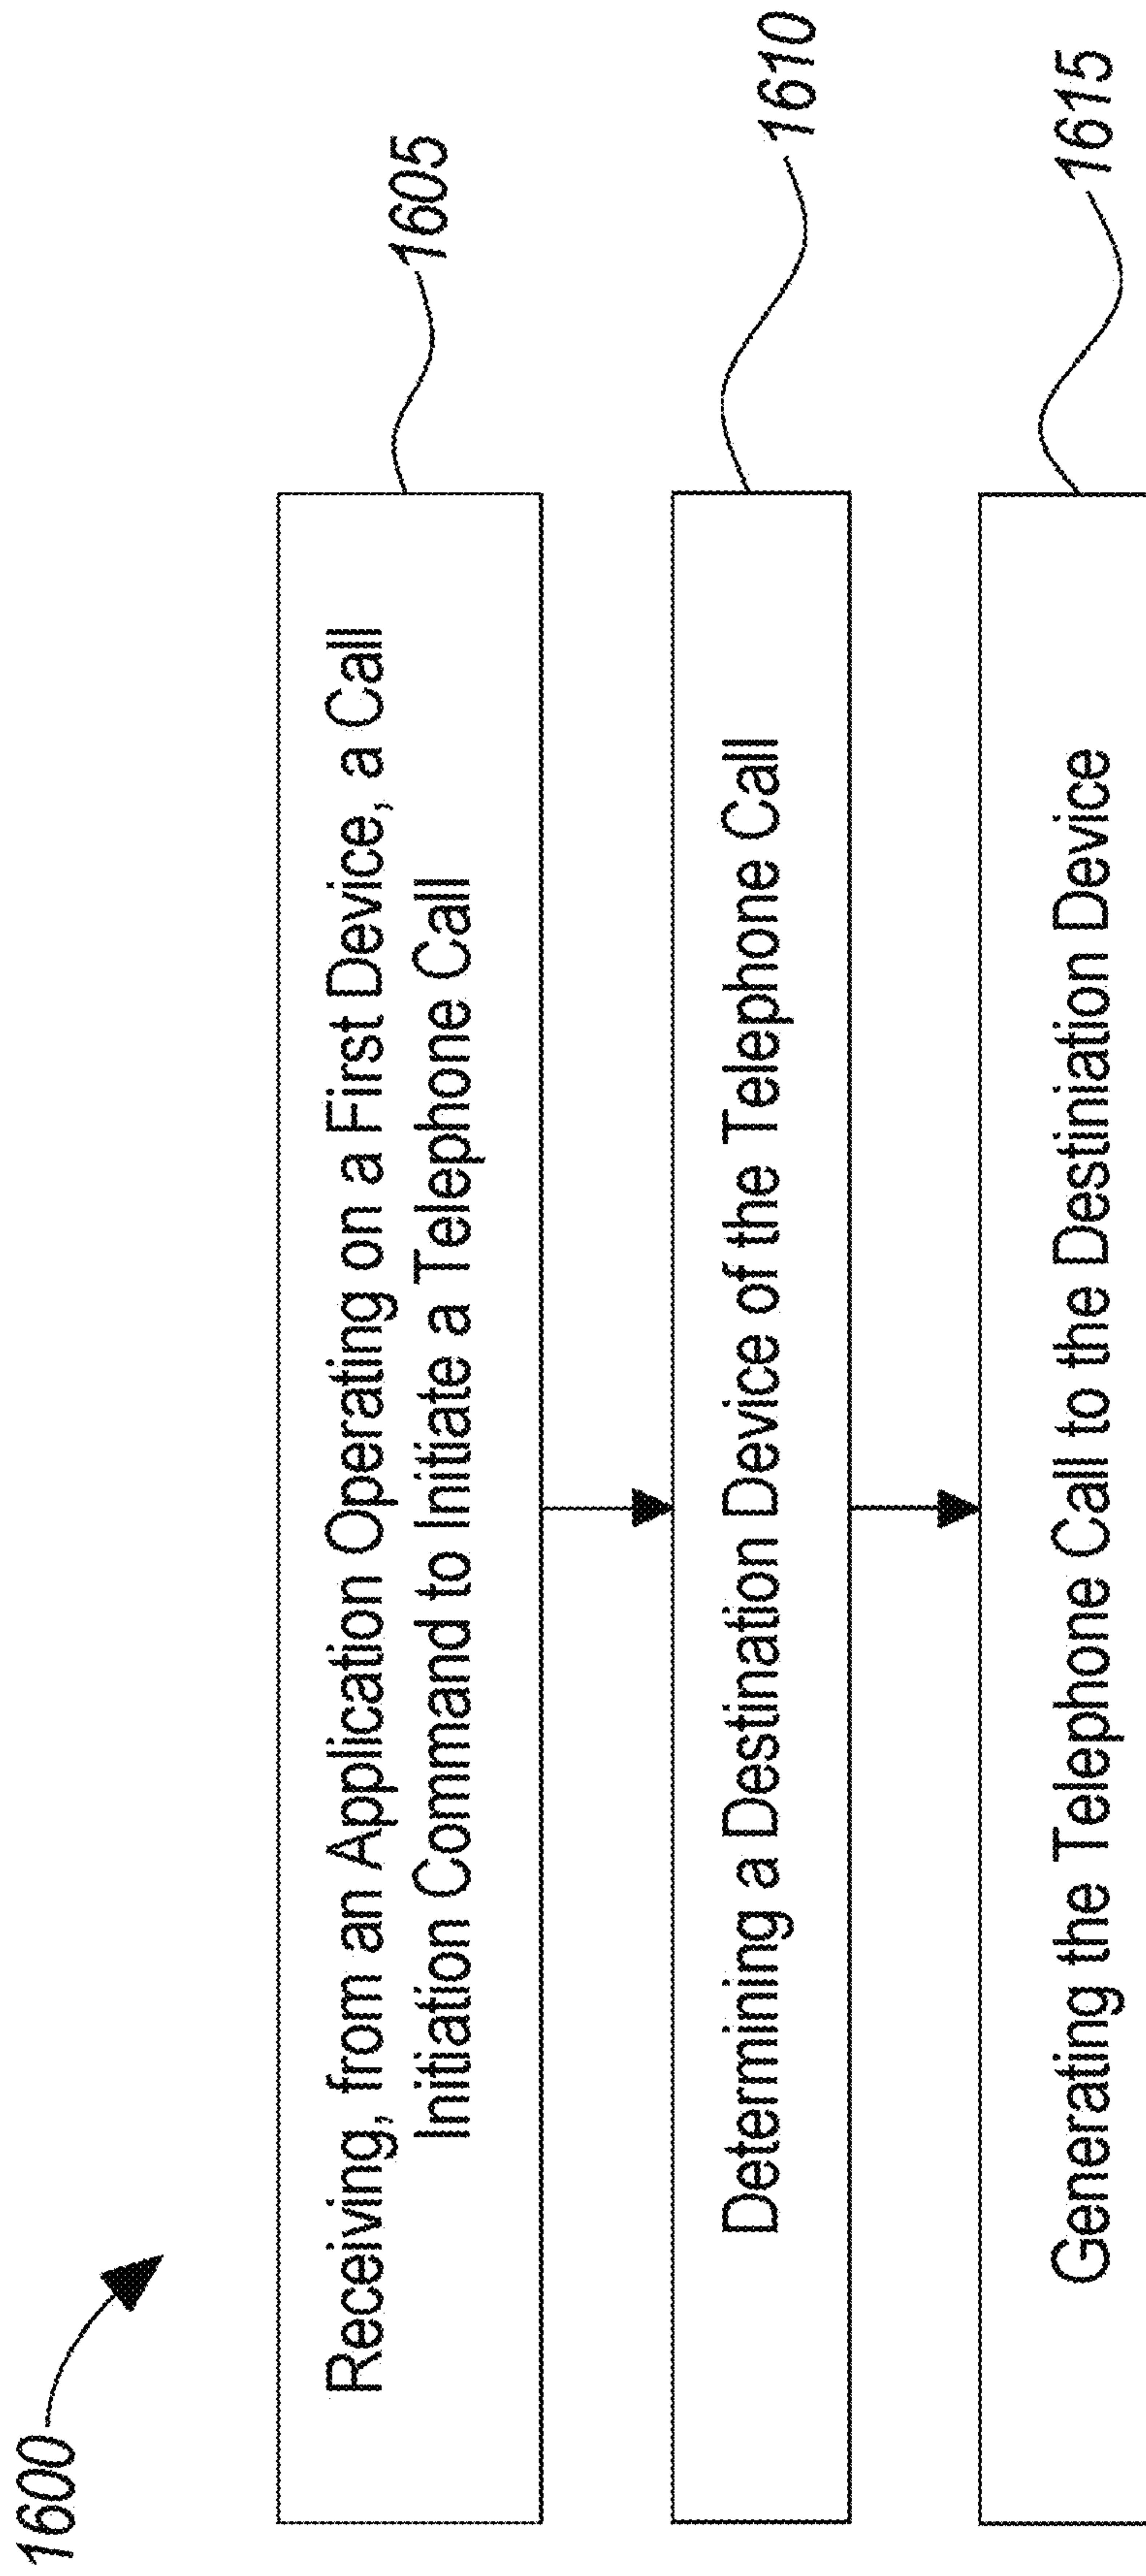 1600
Receiving, from an Application Operating on a First Device, a Call
Initiation Command to Initiate a Telephone Call
1605
Determining a Destination Device of the Telephone Call
1610
Generating the Telephone Call to the Destiniation Device
1615